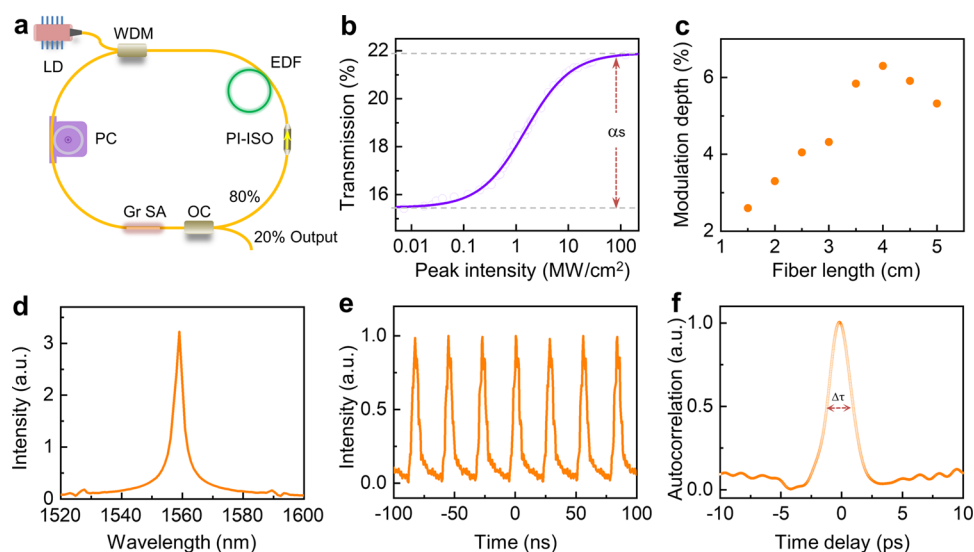 a
LD
WDM
EDF
PC
PI-ISO
80%
Gr SA
OC
20% Output
b
Transmission (%)
22
20
18
16
αs
0.01
0.1
1
10
100
Peak intensity (MW/cm²)
c
Modulation depth (%)
6
4
2
1
2
3
4
5
Fiber length (cm)
d
Intensity (a.u.)
3
2
1
0
1520
1540
1560
1580
1600
Wavelength (nm)
e
Intensity (a.u.)
1.0
0.5
0.0
-100
-50
0
50
100
Time (ns)
f
Autocorrelation (a.u.)
1.0
0.5
0.0
Δτ
-10
-5
0
5
10
Time delay (ps)